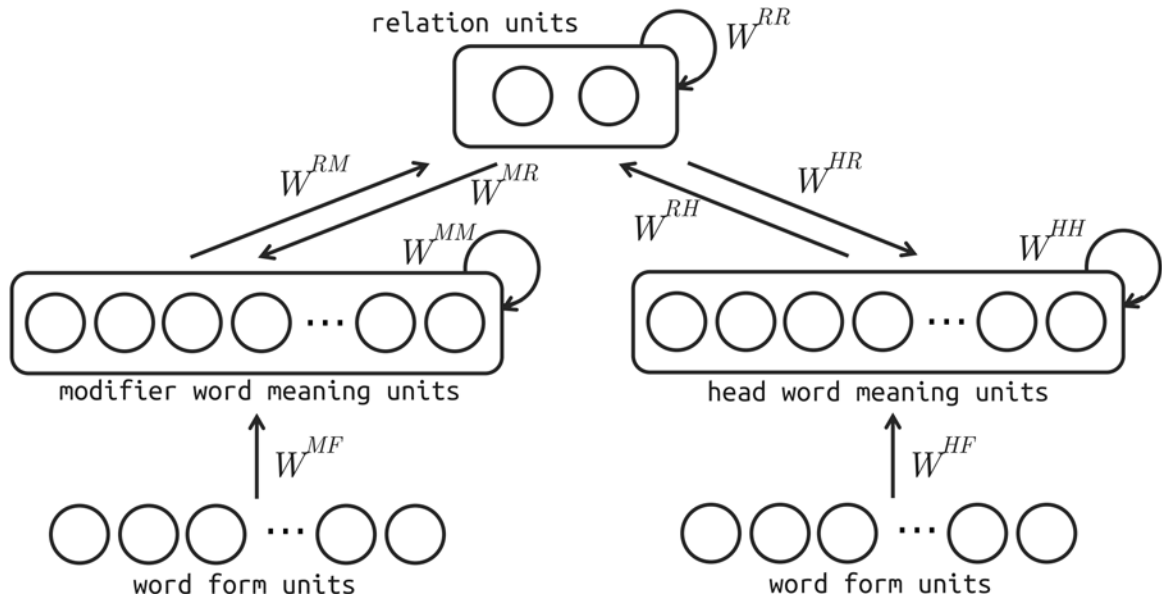 relation units
W^{RR}
W^{RM}
W^{MR}
W^{HR}
W^{RH}
W^{MM}
W^{HH}
...
...
modifier word meaning units
head word meaning units
W^{MF}
W^{HF}
...
...
word form units
word form units